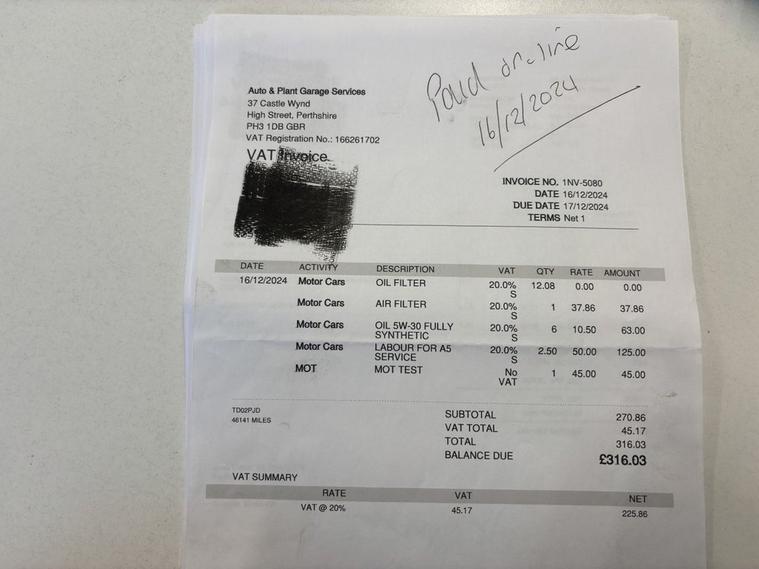 Paid on-line
16/12/2024
Auto & Plant Garage Services
37 Castle Wynd
High Street, Perthshire
PH3 1DB GBR
VAT Registration No.: 166261702
VAT Invoice
INVOICE NO. 1NV-5080
DATE 16/12/2024
DUE DATE 17/12/2024
TERMS Net 1
DATE ACTIVITY DESCRIPTION VAT QTY RATE AMOUNT
16/12/2024 Motor Cars OIL FILTER 20.0% 12.08 0.00 0.00
S
Motor Cars AIR FILTER 20.0% 1 37.86 37.86
S
Motor Cars OIL 5W-30 FULLY 20.0% 6 10.50 63.00
SYNTHETIC S
Motor Cars LABOUR FOR A5 20.0% 2.50 50.00 125.00
SERVICE S
MOT MOT TEST No 1 45.00 45.00
VAT
TD02PJD
46141 MILES
SUBTOTAL 270.86
VAT TOTAL 45.17
TOTAL 316.03
BALANCE DUE £316.03
VAT SUMMARY
RATE VAT NET
VAT @ 20% 45.17 225.86